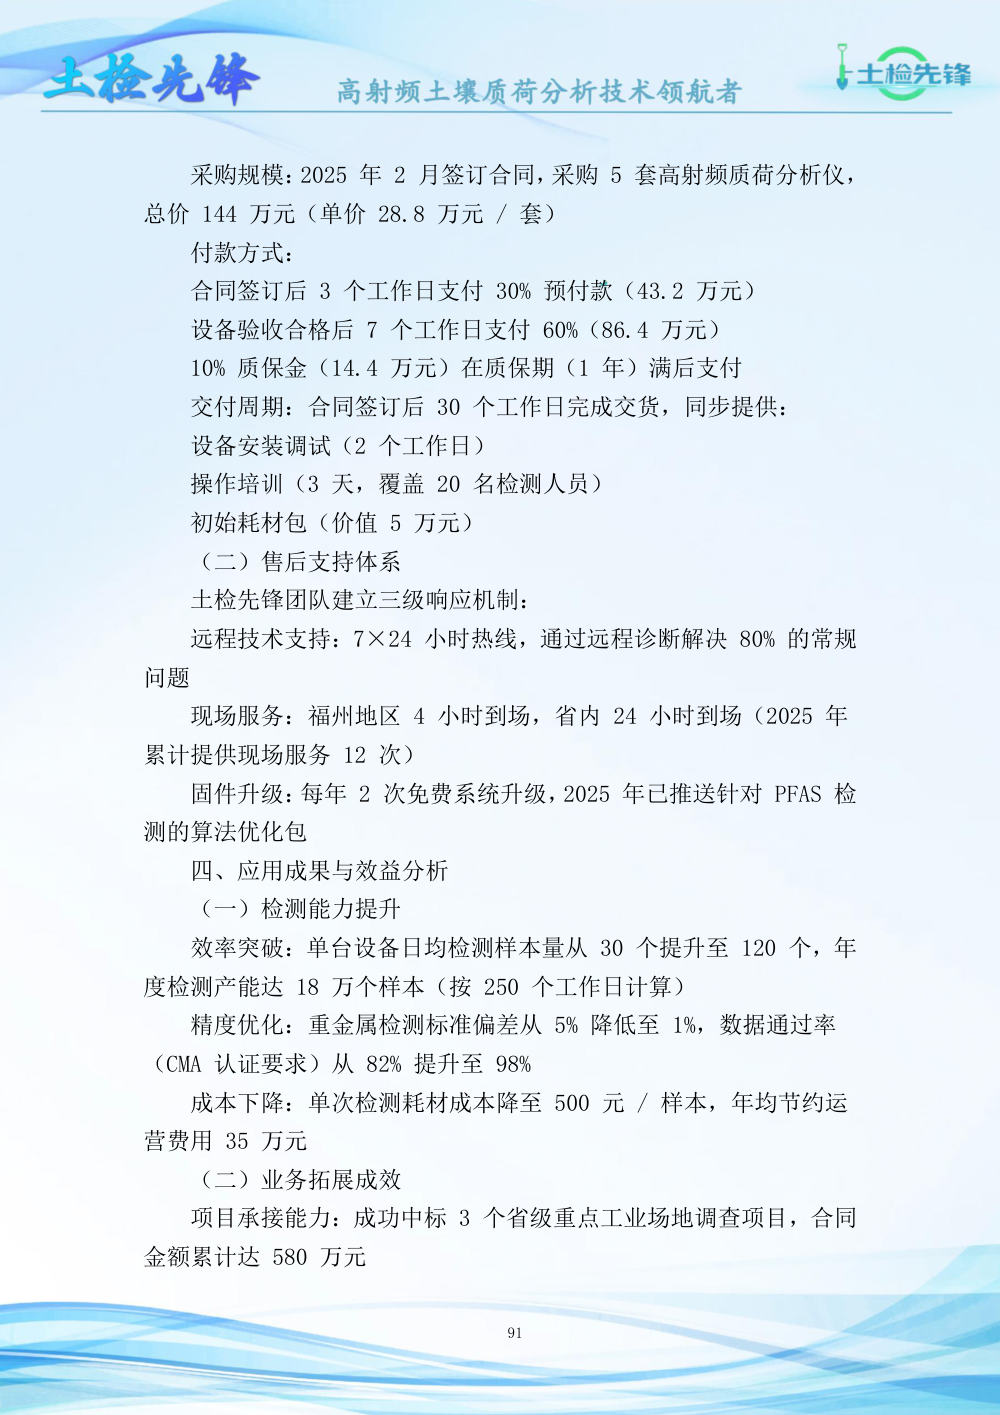 土检先锋
高射频土壤质荷分析技术领航者
土检先锋
采购规模：2025 年 2 月签订合同，采购 5 套高射频质荷分析仪，
总价 144 万元（单价 28.8 万元 / 套）
付款方式：
合同签订后 3 个工作日支付 30% 预付款（43.2 万元）
设备验收合格后 7 个工作日支付 60%（86.4 万元）
10% 质保金（14.4 万元）在质保期（1 年）满后支付
交付周期：合同签订后 30 个工作日完成交货，同步提供：
设备安装调试（2 个工作日）
操作培训（3 天，覆盖 20 名检测人员）
初始耗材包（价值 5 万元）
（二）售后支持体系
土检先锋团队建立三级响应机制：
远程技术支持：7×24 小时热线，通过远程诊断解决 80% 的常规
问题
现场服务：福州地区 4 小时到场，省内 24 小时到场（2025 年
累计提供现场服务 12 次）
固件升级：每年 2 次免费系统升级，2025 年已推送针对 PFAS 检
测的算法优化包
四、应用成果与效益分析
（一）检测能力提升
效率突破：单台设备日均检测样本量从 30 个提升至 120 个，年
度检测产能达 18 万个样本（按 250 个工作日计算）
精度优化：重金属检测标准偏差从 5% 降低至 1%，数据通过率
（CMA 认证要求）从 82% 提升至 98%
成本下降：单次检测耗材成本降至 500 元 / 样本，年均节约运
营费用 35 万元
（二）业务拓展成效
项目承接能力：成功中标 3 个省级重点工业场地调查项目，合同
金额累计达 580 万元
91